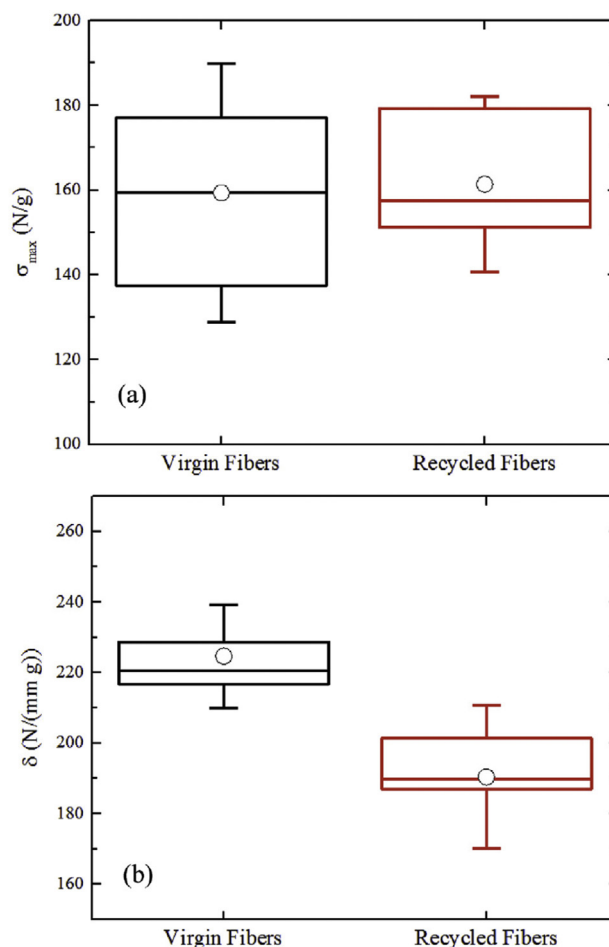 200
180
160
140
120
100
σmax (N/g)
(a)
Virgin Fibers Recycled Fibers
260
240
220
200
180
160
δ (N/(mm g))
(b)
Virgin Fibers Recycled Fibers